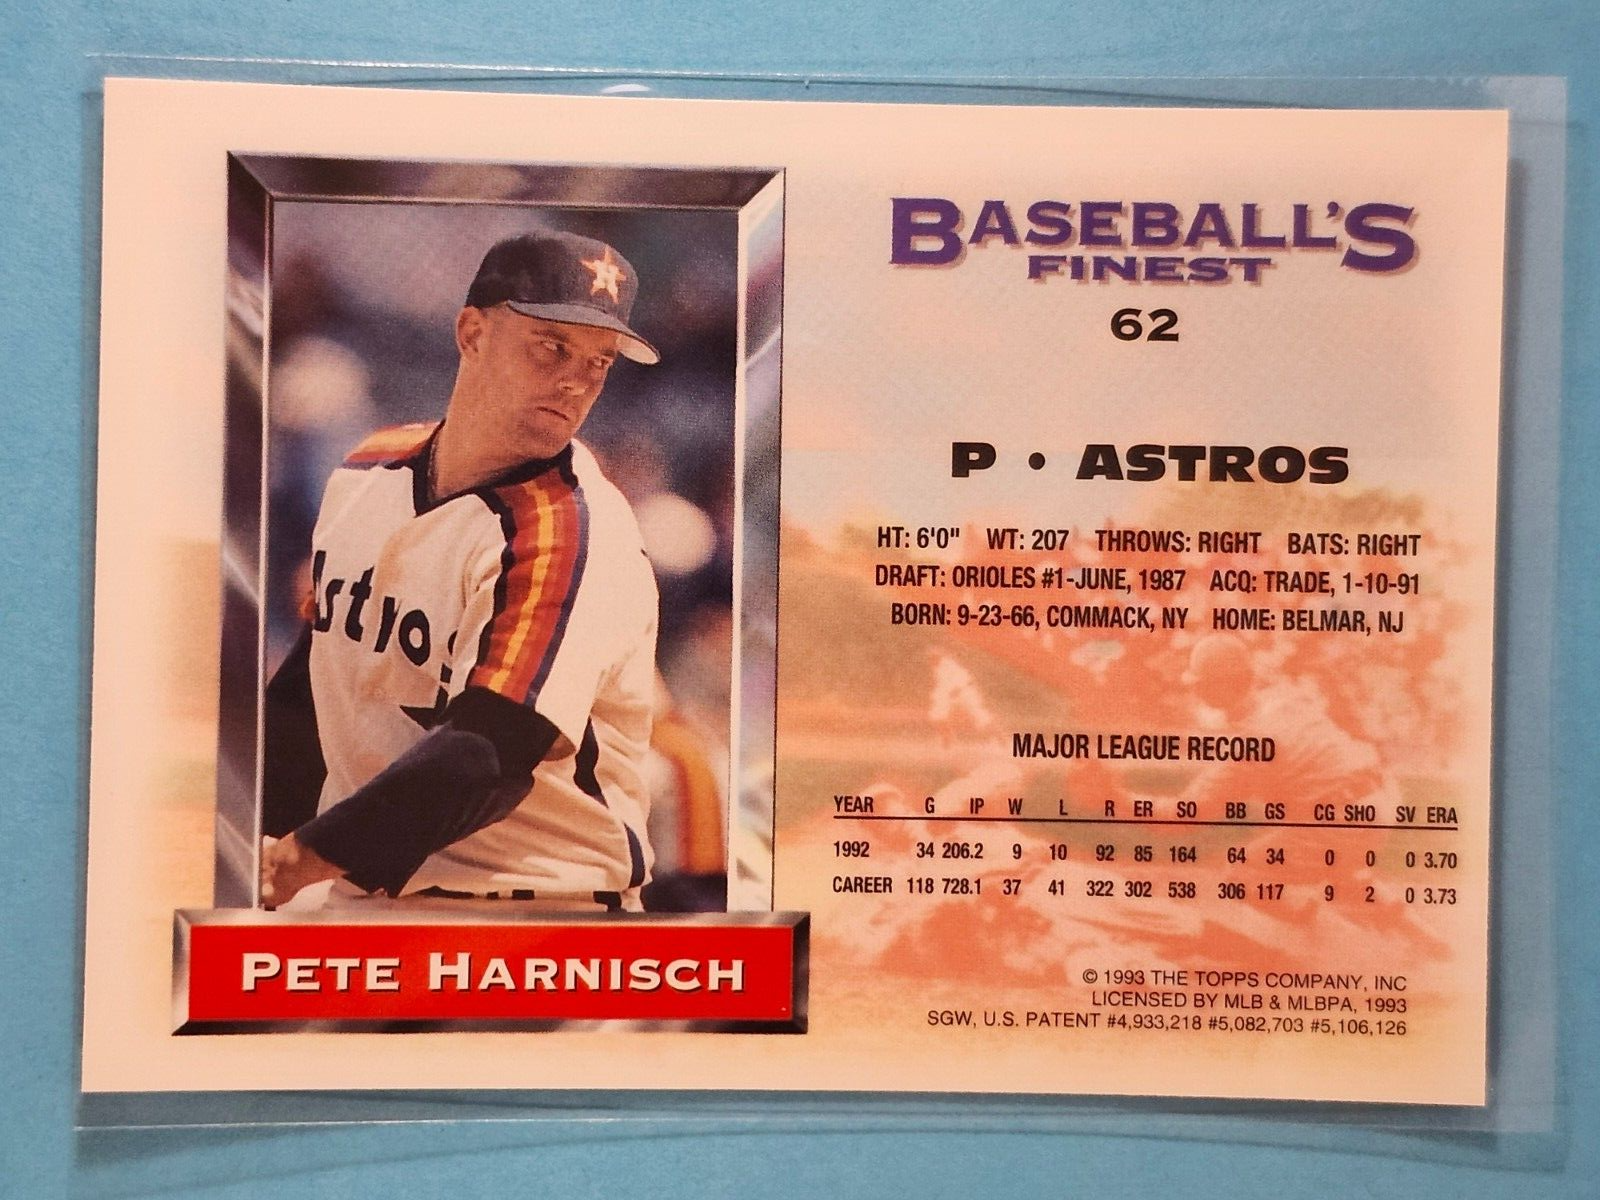 BASEBALL'S
FINEST
62
P • ASTROS
HT: 6'0" WT: 207 THROWS: RIGHT BATS: RIGHT
DRAFT: ORIOLES #1-JUNE, 1987 ACQ: TRADE, 1-10-91
BORN: 9-23-66, COMMACK, NY HOME: BELMAR, NJ
MAJOR LEAGUE RECORD
YEAR G IP W L R ER SO BB GS CG SHO SV ERA
1992 34 206.2 9 10 92 85 164 64 34 0 0 0 3.70
CAREER 118 728.1 37 41 322 302 538 306 117 9 2 0 3.73
© 1993 THE TOPPS COMPANY, INC
LICENSED BY MLB & MLBPA, 1993
SGW, U.S. PATENT #4,933,218 #5,082,703 #5,106,126
H
Astros
PETE HARNISCH